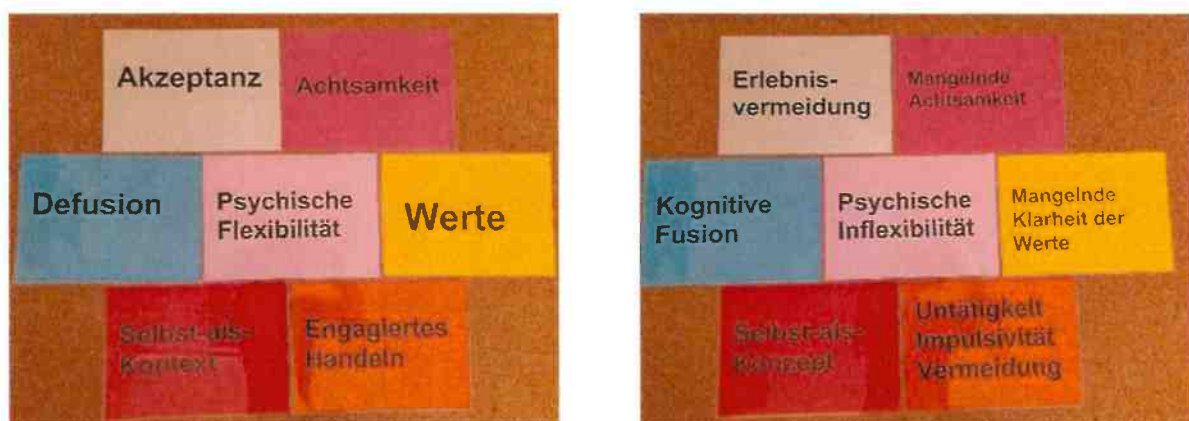 Akzeptanz
Achtsamkeit
Defusion
Psychische
Flexibilität
Werte
Selbst-als-
Kontext
Engagiertes
Handeln
Erlebnis-
vermeidung
Mangelnde
Achtsamkeit
Kognitive
Fusion
Psychische
Inflexibilität
Mangelnde
Klarheit der
Werte
Selbst-als-
Konzept
Untätigkeit
Impulsivität
Vermeidung